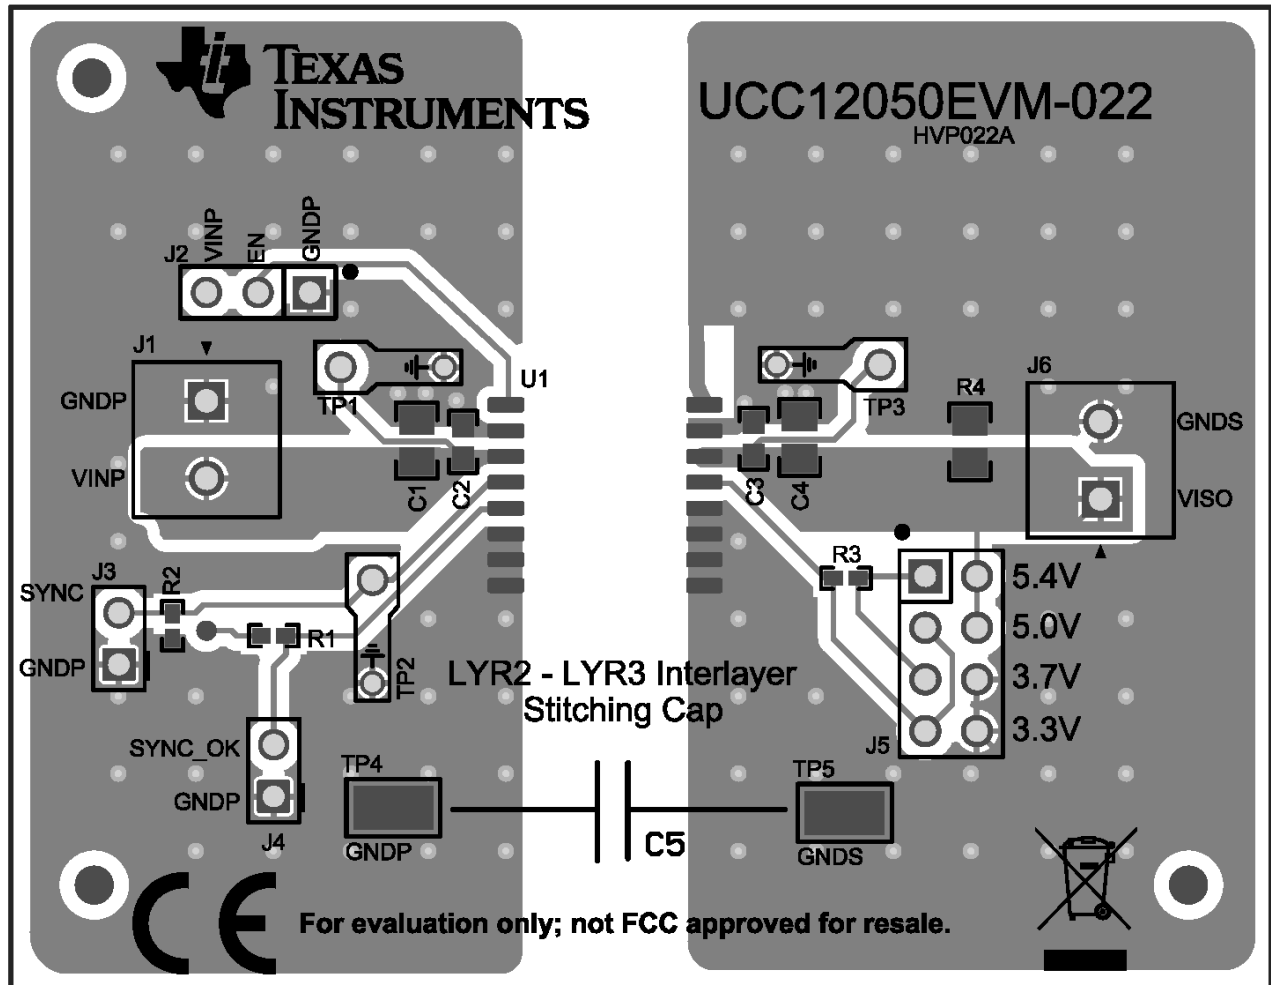 TEXAS
INSTRUMENTS
UCC12050EVM-022
HVP022A
J2
VINP
EN
GNDP
J1
GNDP
VINP
TP1
C1
C2
U1
TP3
C3
C4
R4
J6
GNDS
VISO
J3
SYNC
GNDP
R2
R1
TP2
R3
5.4V
5.0V
3.7V
3.3V
J5
LYR2 - LYR3 Interlayer
Stitching Cap
SYNC_OK
GNDP
J4
TP4
GNDP
C5
TP5
GNDS
CE
For evaluation only; not FCC approved for resale.